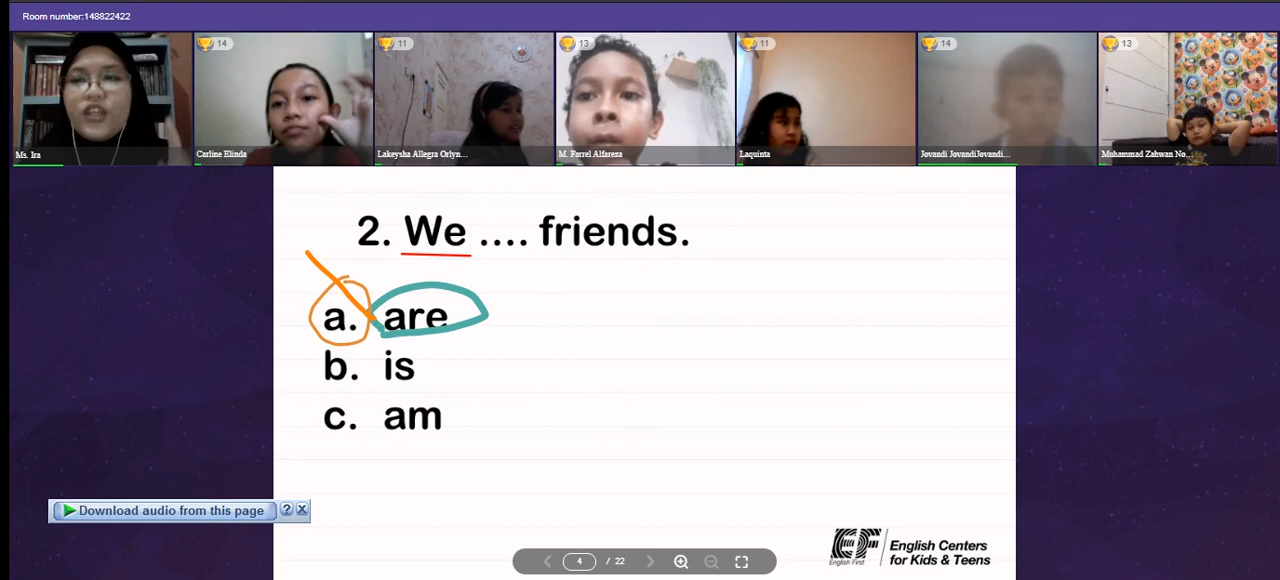 Room number:148822422
14
11
13
11
14
13
Ms. Ira
Carline Elinda
Lakeysha Allegra Orlyn...
M. Farrel Alfareza
Laquinta
Jovandi JovandiJovandi...
Muhammad Zahwan No...
2. We .... friends.
a. are
b. is
c. am
Download audio from this page ? X
EF English Centers
English First for Kids & Teens
4 / 22